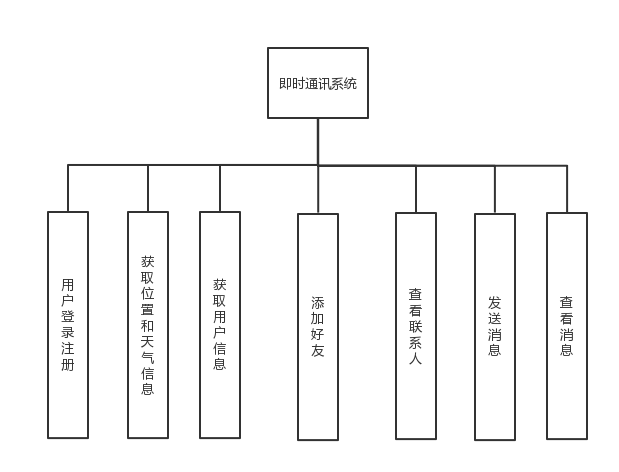 即时通讯系统
用户登录注册
获取位置和天气信息
获取用户信息
添加好友
查看联系人
发送消息
查看消息